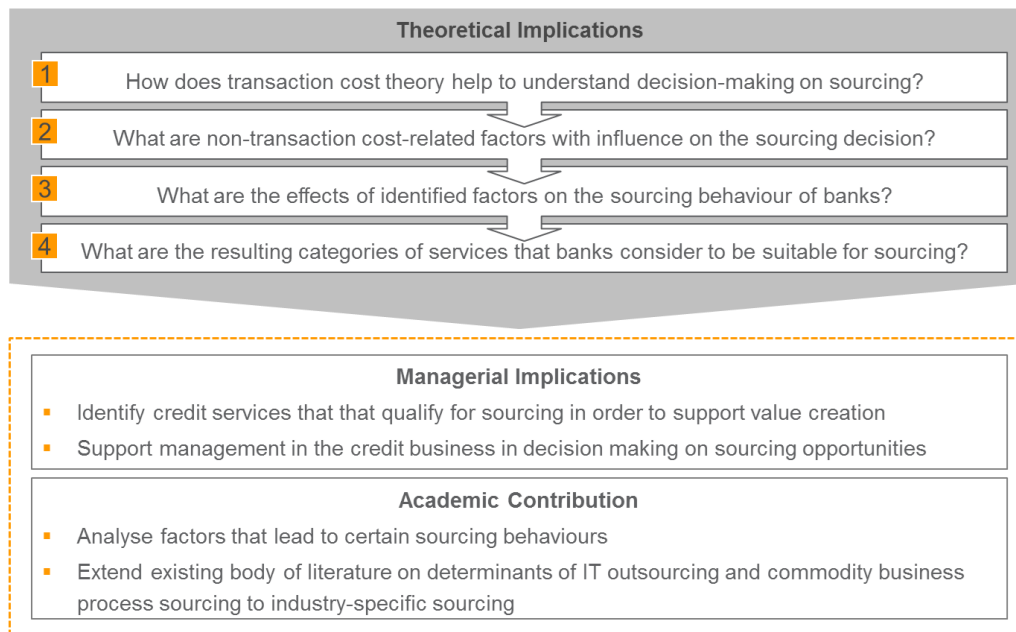 Theoretical Implications
1
How does transaction cost theory help to understand decision-making on sourcing?
2
What are non-transaction cost-related factors with influence on the sourcing decision?
3
What are the effects of identified factors on the sourcing behaviour of banks?
4
What are the resulting categories of services that banks consider to be suitable for sourcing?
Managerial Implications
▪ Identify credit services that that qualify for sourcing in order to support value creation
▪ Support management in the credit business in decision making on sourcing opportunities
Academic Contribution
▪ Analyse factors that lead to certain sourcing behaviours
▪ Extend existing body of literature on determinants of IT outsourcing and commodity business
process sourcing to industry-specific sourcing